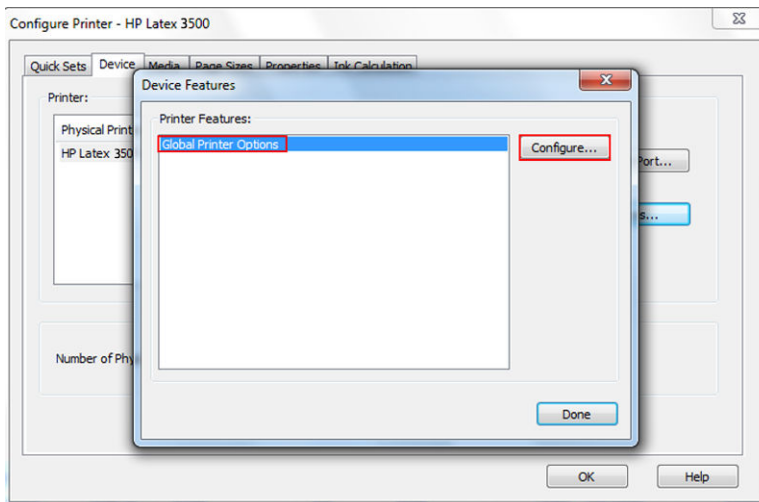 Configure Printer - HP Latex 3500
Quick Sets Device Media Page Sizes Properties Ink Calculation
Device Features
Printer:
Printer Features:
Physical Print
Global Printer Options
Configure...
HP Latex 350
Port...
s...
Number of Phy
Done
OK Help